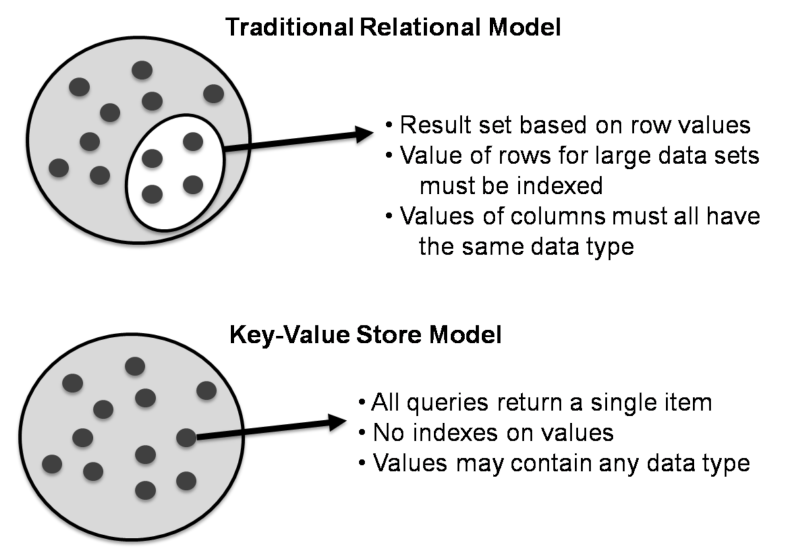 Traditional Relational Model
• Result set based on row values
• Value of rows for large data sets
must be indexed
• Values of columns must all have
the same data type
Key-Value Store Model
• All queries return a single item
• No indexes on values
• Values may contain any data type